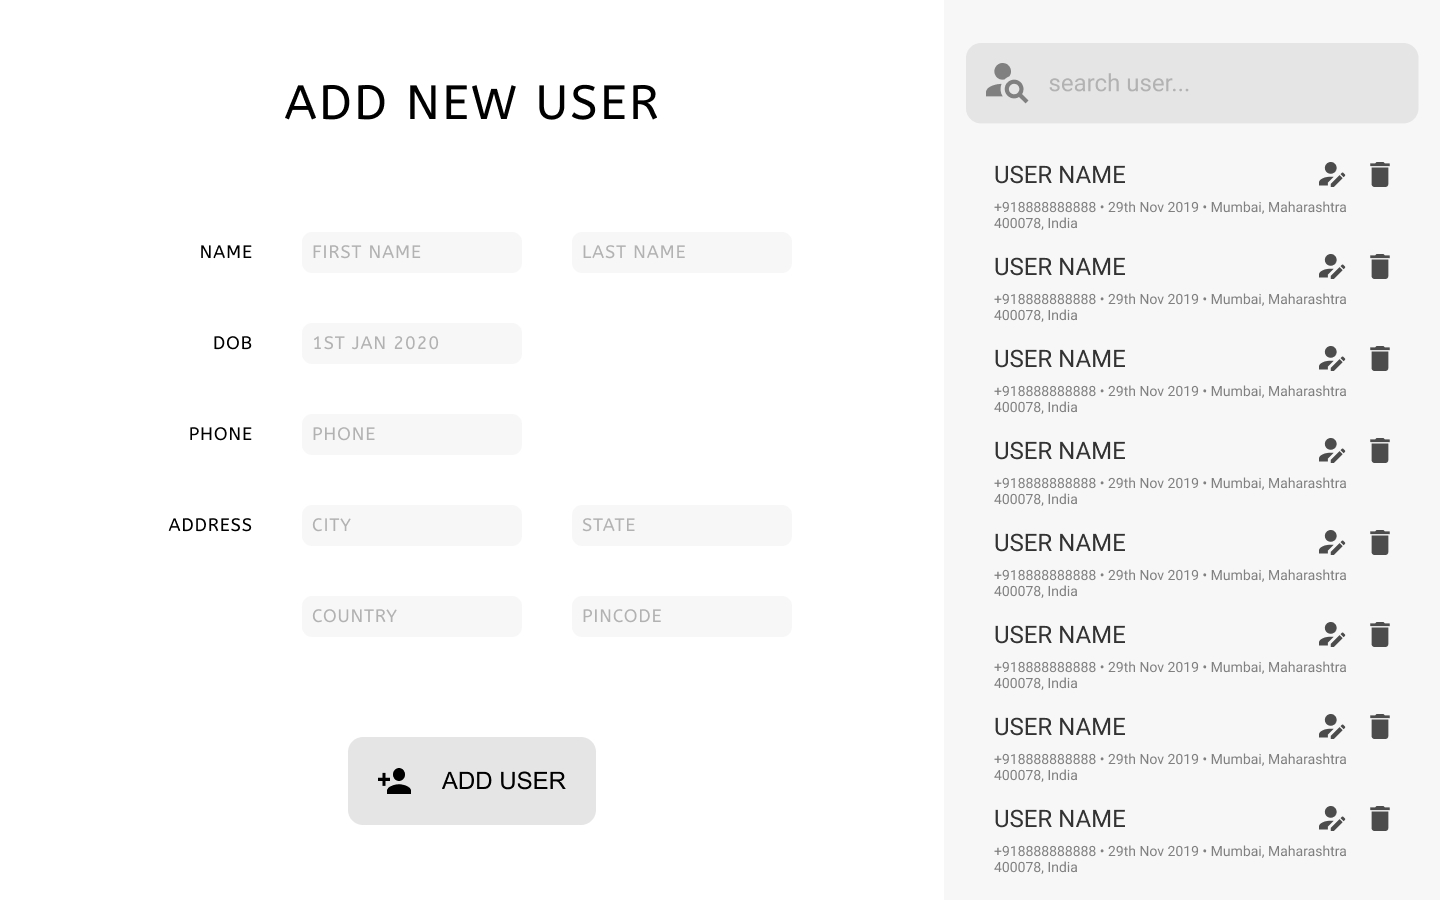 ADD NEW USER
NAME
FIRST NAME
LAST NAME
DOB
1ST JAN 2020
PHONE
PHONE
ADDRESS
CITY
STATE
COUNTRY
PINCODE
ADD USER
search user...
USER NAME
+918888888888 • 29th Nov 2019 • Mumbai, Maharashtra
400078, India
USER NAME
+918888888888 • 29th Nov 2019 • Mumbai, Maharashtra
400078, India
USER NAME
+918888888888 • 29th Nov 2019 • Mumbai, Maharashtra
400078, India
USER NAME
+918888888888 • 29th Nov 2019 • Mumbai, Maharashtra
400078, India
USER NAME
+918888888888 • 29th Nov 2019 • Mumbai, Maharashtra
400078, India
USER NAME
+918888888888 • 29th Nov 2019 • Mumbai, Maharashtra
400078, India
USER NAME
+918888888888 • 29th Nov 2019 • Mumbai, Maharashtra
400078, India
USER NAME
+918888888888 • 29th Nov 2019 • Mumbai, Maharashtra
400078, India